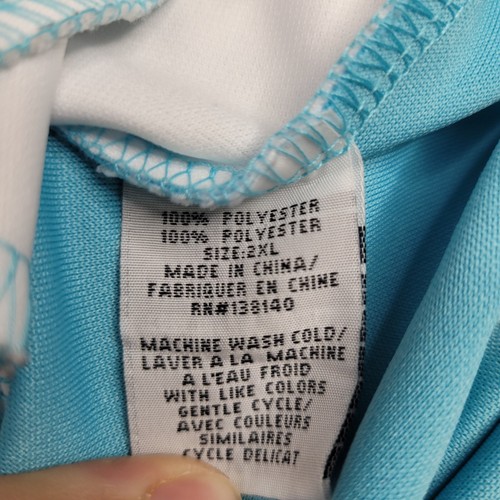 100% POLYESTER
100% POLYESTER
SIZE:2XL
MADE IN CHINA/
FABRIQUER EN CHINE
RN#138140
MACHINE WASH COLD/
LAVER A LA MACHINE
A L'EAU FROID
WITH LIKE COLORS
GENTLE CYCLE/
AVEC COULEURS
SIMILAIRES
CYCLE DELICAT